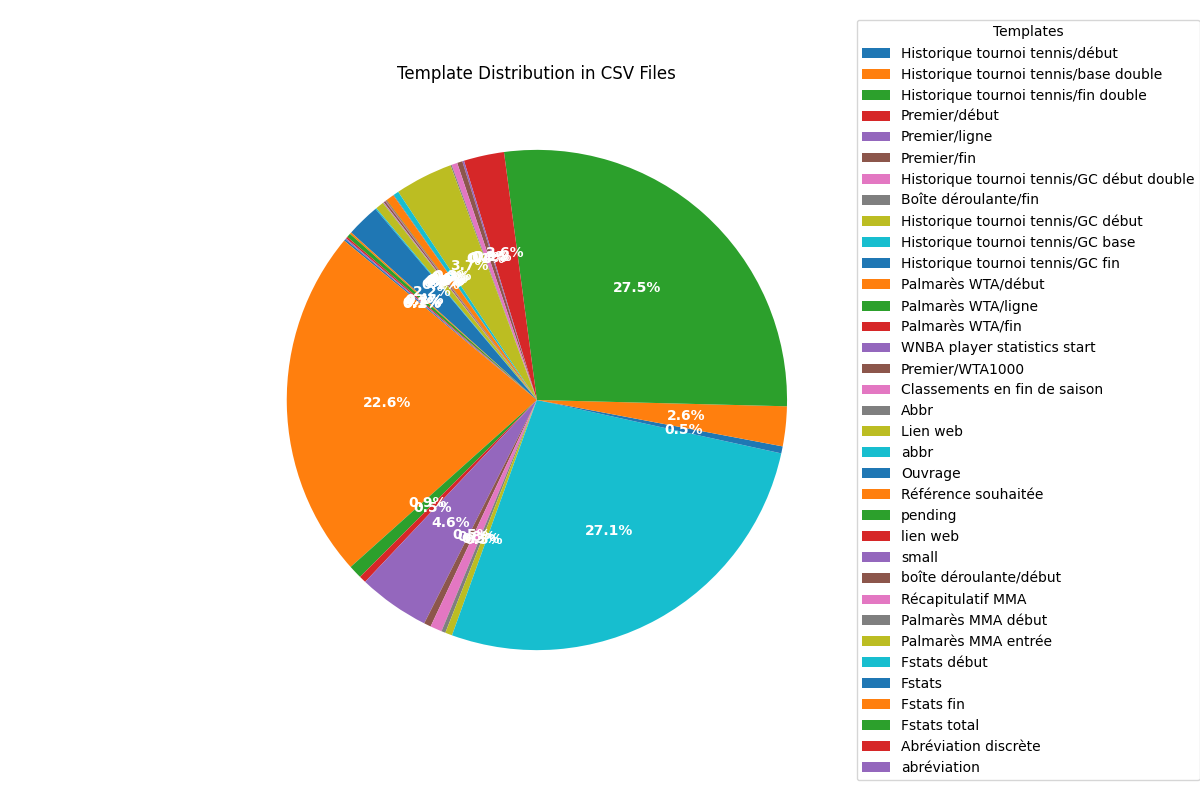 Template Distribution in CSV Files
Templates
Historique tournoi tennis/début
Historique tournoi tennis/base double
Historique tournoi tennis/fin double
Premier/début
Premier/ligne
Premier/fin
Historique tournoi tennis/GC début double
Boîte déroulante/fin
Historique tournoi tennis/GC début
Historique tournoi tennis/GC base
Historique tournoi tennis/GC fin
Palmarès WTA/début
Palmarès WTA/ligne
Palmarès WTA/fin
WNBA player statistics start
Premier/WTA1000
Classements en fin de saison
Abbr
Lien web
abbr
Ouvrage
Référence souhaitée
pending
lien web
small
boîte déroulante/début
Récapitulatif MMA
Palmarès MMA début
Palmarès MMA entrée
Fstats début
Fstats
Fstats fin
Fstats total
Abréviation discrète
abréviation
3.6%
3.7%
27.5%
2.2%
22.6%
2.6%
0.5%
0.9%
0.5%
4.6%
27.1%